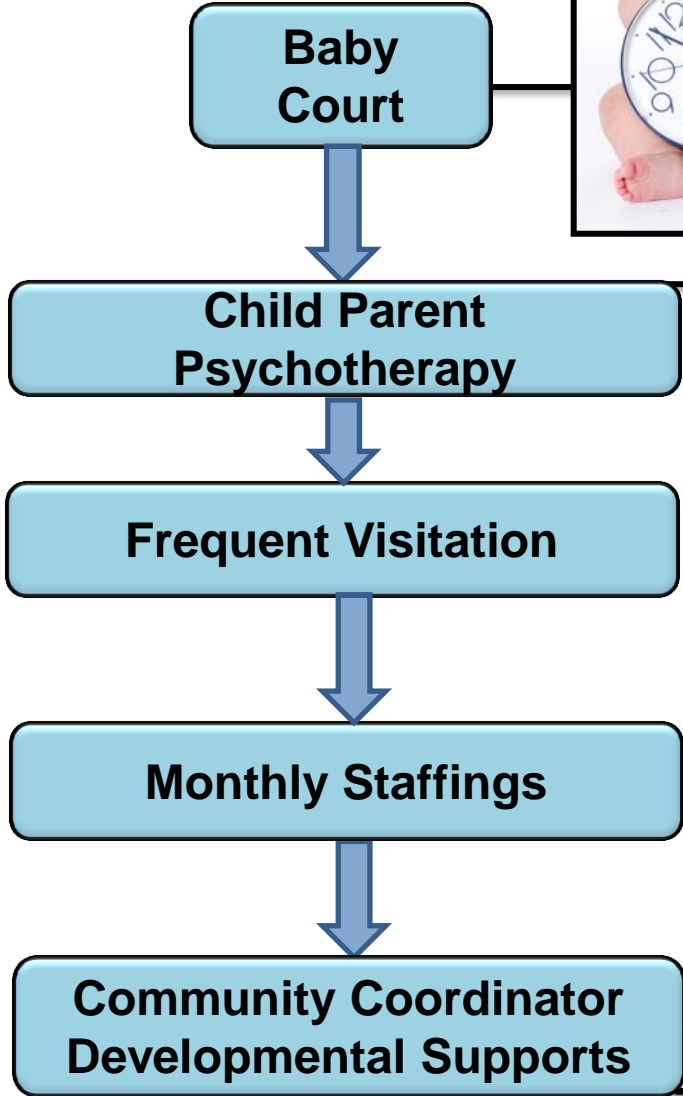 Baby
Court
Child Parent
Psychotherapy
Frequent Visitation
Monthly Staffings
Community Coordinator
Developmental Supports